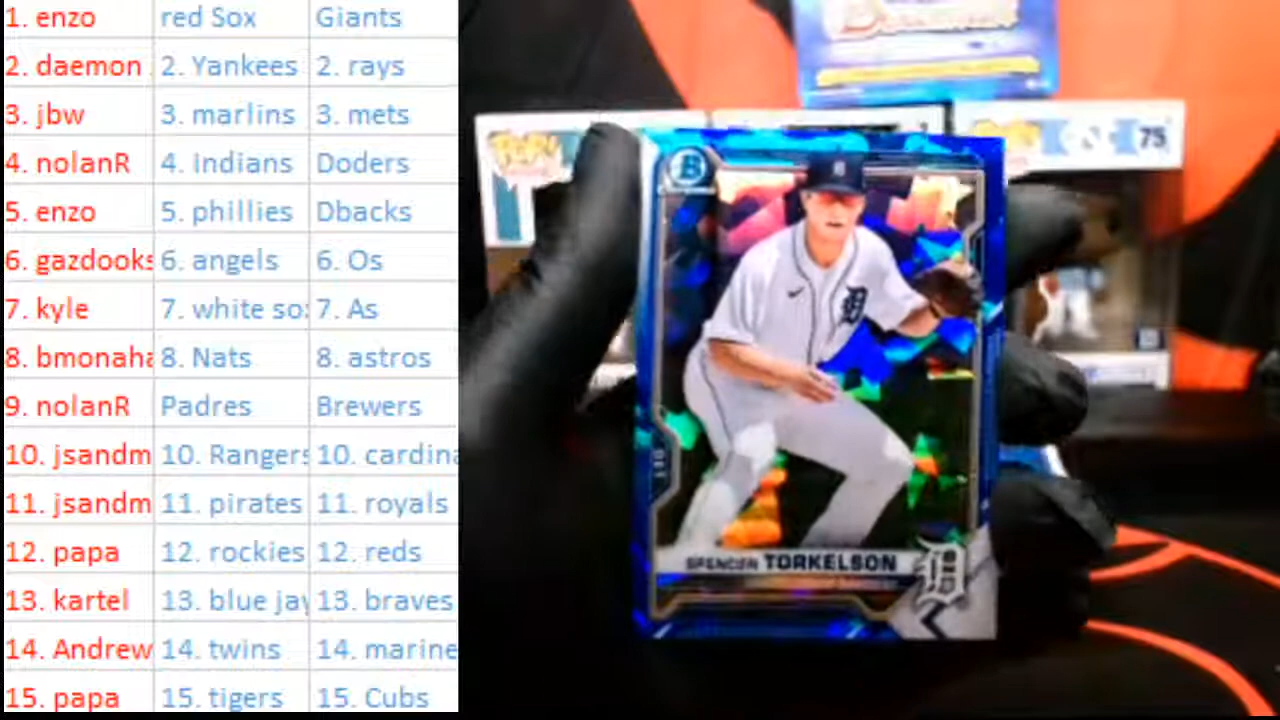 1. enzo red Sox Giants
2. daemon 2. Yankees 2. rays
3. jbw 3. marlins 3. mets
4. nolanR 4. indians Doders
5. enzo 5. phillies Dbacks
6. gazdooks 6. angels 6. Os
7. kyle 7. white so 7. As
8. bmonaha 8. Nats 8. astros
9. nolanR Padres Brewers
10. jsandm 10. Rangers 10. cardina
11. jsandm 11. pirates 11. royals
12. papa 12. rockies 12. reds
13. kartel 13. blue jay 13. braves
14. Andrew 14. twins 14. marine
15. papa 15. tigers 15. Cubs
Bowman
POP!
75
B
D
SPENCER TORKELSON